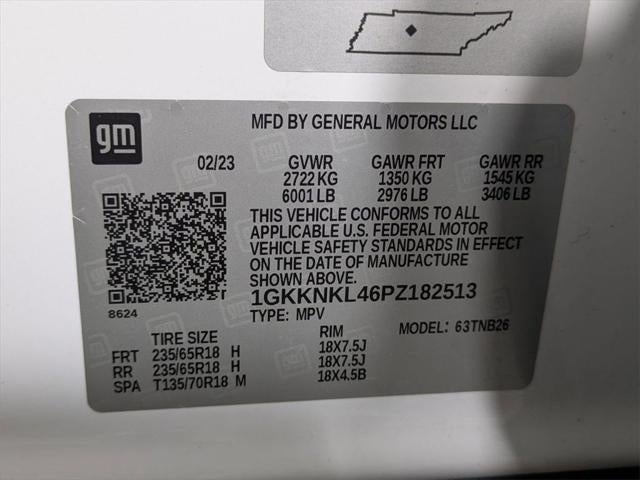 gm
MFD BY GENERAL MOTORS LLC
02/23 GVWR GAWR FRT GAWR RR
2722 KG 1350 KG 1545 KG
6001 LB 2976 LB 3406 LB
THIS VEHICLE CONFORMS TO ALL
APPLICABLE U.S. FEDERAL MOTOR
VEHICLE SAFETY STANDARDS IN EFFECT
ON THE DATE OF MANUFACTURE
SHOWN ABOVE.
1GKKNKL46PZ182513
8624
TYPE: MPV MODEL: 63TNB26
TIRE SIZE RIM
FRT 235/65R18 H 18X7.5J
RR 235/65R18 H 18X7.5J
SPA T135/70R18 M 18X4.5B